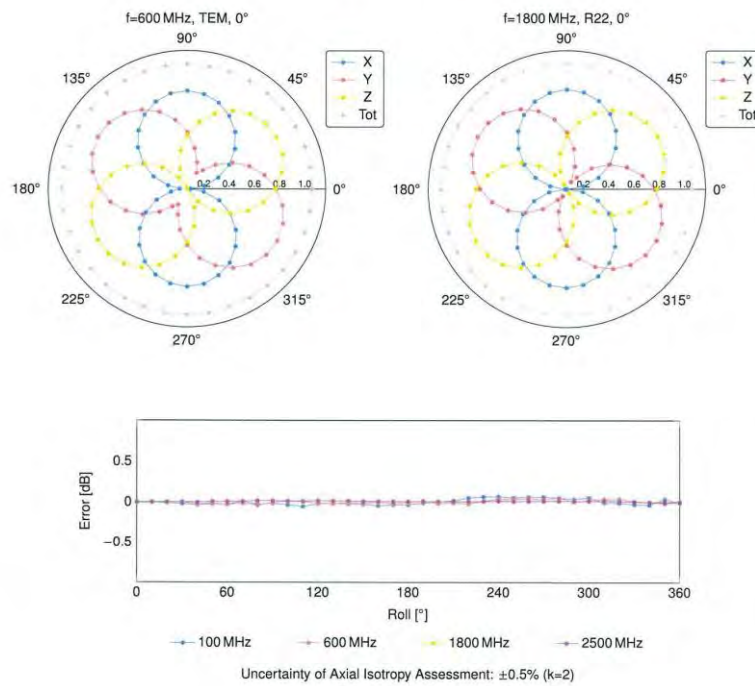 f=600 MHz, TEM, 0°
90°
135°
45°
X
Y
Z
Tot
180°
0.2 0.4 0.6 0.8 1.0
0°
225°
315°
270°
f=1800 MHz, R22, 0°
90°
135°
45°
X
Y
Z
Tot
180°
0.2 0.4 0.6 0.8 1.0
0°
225°
315°
270°
Error [dB]
0.5
0
−0.5
0 60 120 180 240 300 360
Roll [°]
100 MHz 600 MHz 1800 MHz 2500 MHz
Uncertainty of Axial Isotropy Assessment: ±0.5% (k=2)